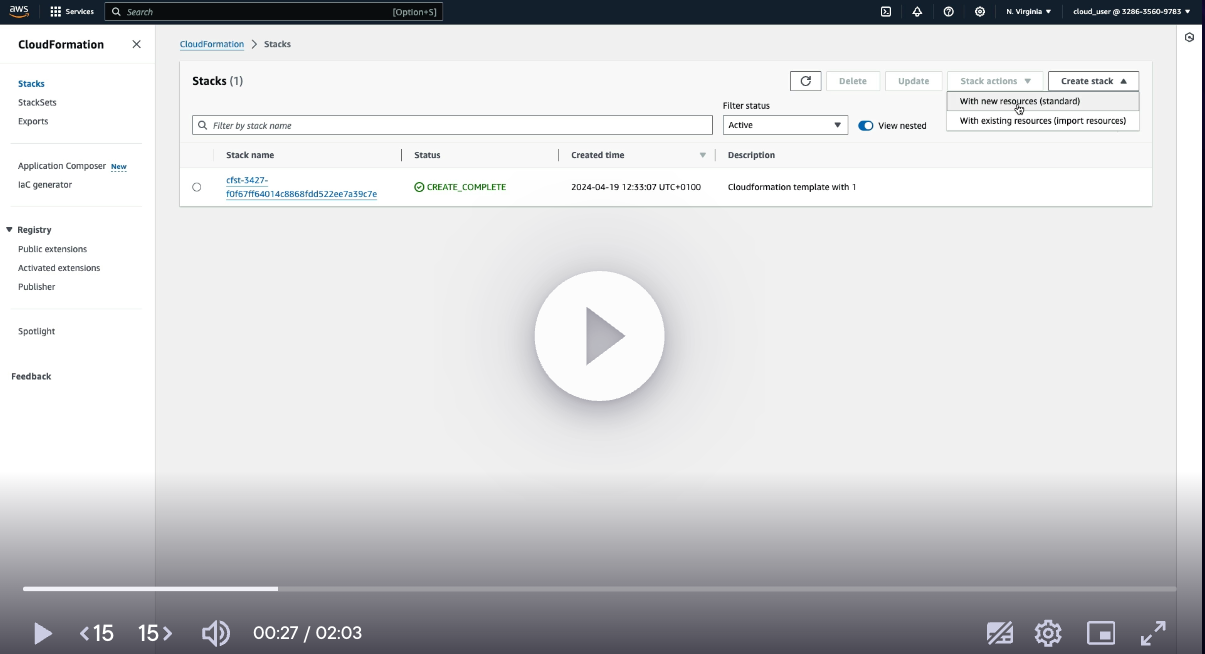 aws
Services
Search
[Option+S]
N. Virginia
cloud_user @ 3286-3560-9783
CloudFormation
CloudFormation
Stacks
Stacks
StackSets
Exports
Application Composer New
IaC generator
Registry
Public extensions
Activated extensions
Publisher
Spotlight
Feedback
Stacks (1)
Delete
Update
Stack actions
Create stack
With new resources (standard)
With existing resources (import resources)
Filter status
Filter by stack name
Active
View nested
Stack name
Status
Created time
Description
cfst-3427-
f0f67ff64014c8868fdd522ee7a39c7e
CREATE_COMPLETE
2024-04-19 12:33:07 UTC+0100
Cloudformation template with 1
<15
15>
00:27 / 02:03